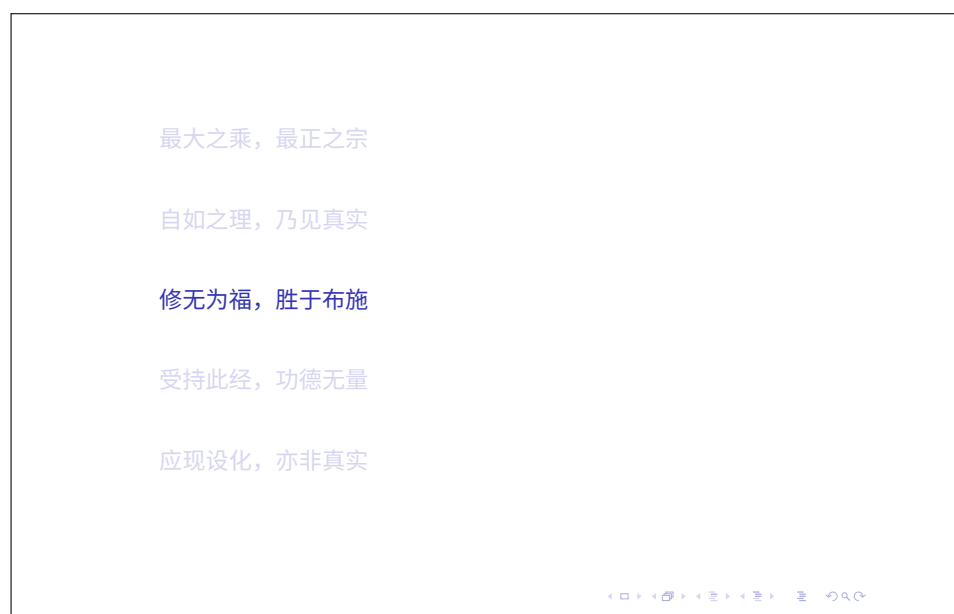 最大之乘，最正之宗
自如之理，乃见真实
修无为福，胜于布施
受持此经，功德无量
应现设化，亦非真实